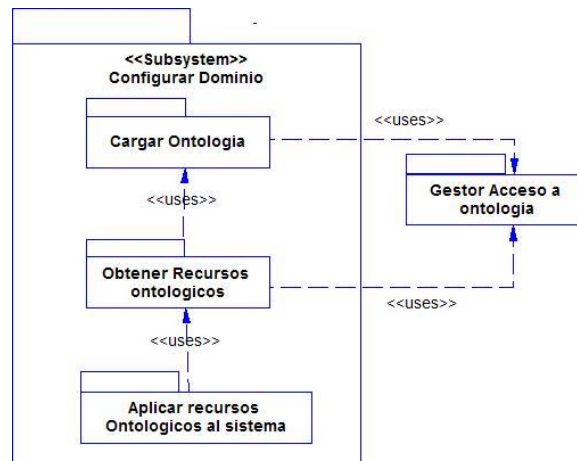 <<Subsystem>>
Configurar Dominio
<<uses>>
Cargar Ontologia
Gestor Acceso a
ontologia
<<uses>>
Obtener Recursos
ontologicos
<<uses>>
<<uses>>
Aplicar recursos
Ontologicos al sistema